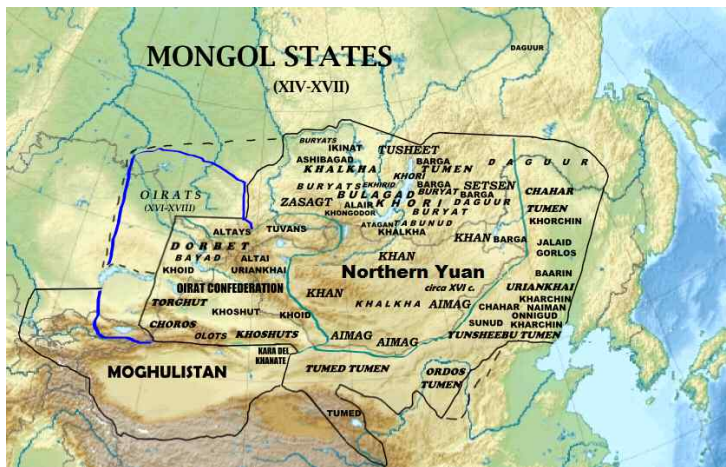 MONGOL STATES
(XIV-XVII)
DAGUUR
BURYATS
IKINAT
TUSHEET
ASHIBAGAD
BARGA
KHALKHA
TUMEN
DAGUUR
KHORI
BURYATS
EKHIRID
BARGA
SETSEN
BULAGAD
BURYAT
CHAHAR
ZASAGT
ALAIR
KHORI
BARGA
DAGUUR
TUMEN
KHONGODOR
BURYAT
KHORCHIN
OIRATS
(XVI-XVIII)
ALTAYS
TUVANS
ATAGAN
TABUNUD
KHALKHA
KHAN
BARGA
JALAID
GORLOS
DORBET
BAYAD
ALTAI
URIANKHAI
KHAN
KHOID
Northern Yuan
circa XVI c.
BAARIN
URIANKHAI
OIRAT CONFEDERATION
KHAN
KHALKHA
AIMAG
KHARCHIN
NAIMAN
ONNIGUD
KHARCHIN
TORGHUT
KHOSHUT
KHOID
CHAHAR
SUNUD
CHOROS
OLOTS
KHOSHUTS
AIMAG
AIMAG
YUNSHEEBU TUMEN
MOGHULISTAN
KARA DEL
KHANATE
TUMED TUMEN
ORDOS
TUMEN
TUMED